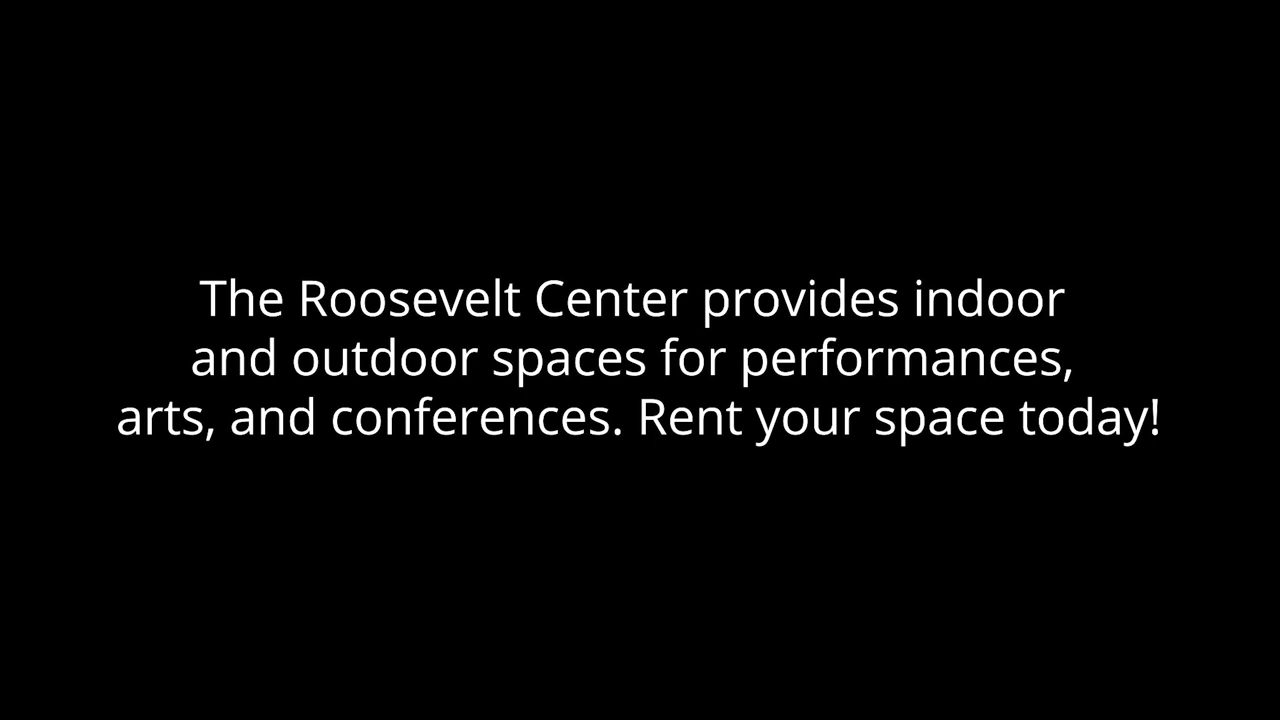 The Roosevelt Center provides indoor
and outdoor spaces for performances,
arts, and conferences. Rent your space today!